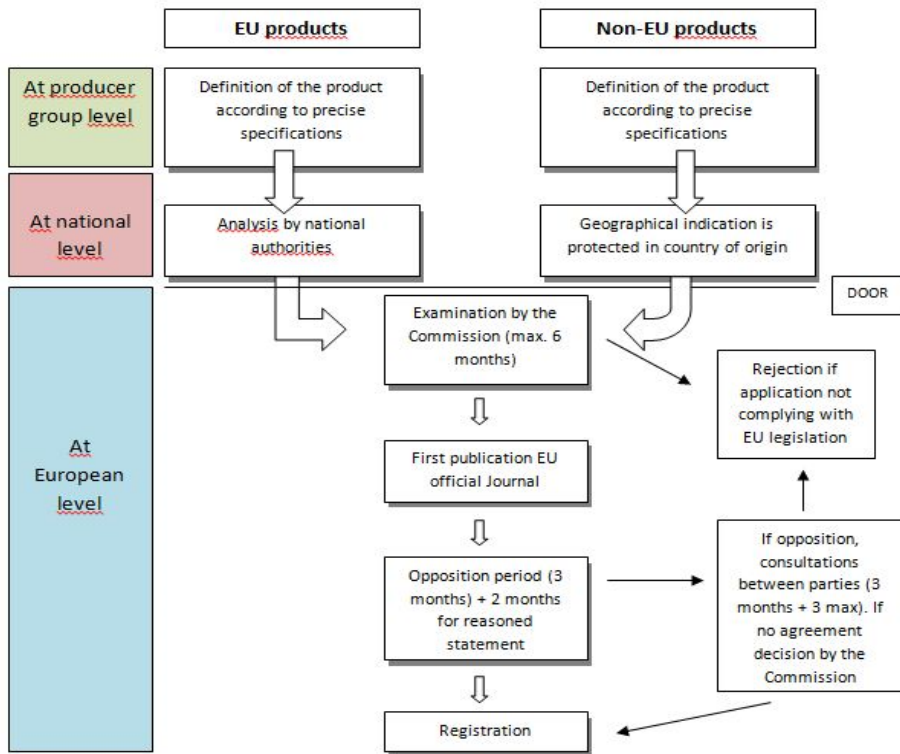 EU products
Non-EU products
At producer
group level
Definition of the product
according to precise
specifications
Definition of the product
according to precise
specifications
At national
level
Analysis by national
authorities
Geographical indication is
protected in country of origin
DOOR
At
European
level
Examination by the
Commission (max. 6
months)
Rejection if
application not
complying with
EU legislation
First publication EU
official Journal
Opposition period (3
months) + 2 months
for reasoned
statement
If opposition,
consultations
between parties (3
months + 3 max). If
no agreement
decision by the
Commission
Registration